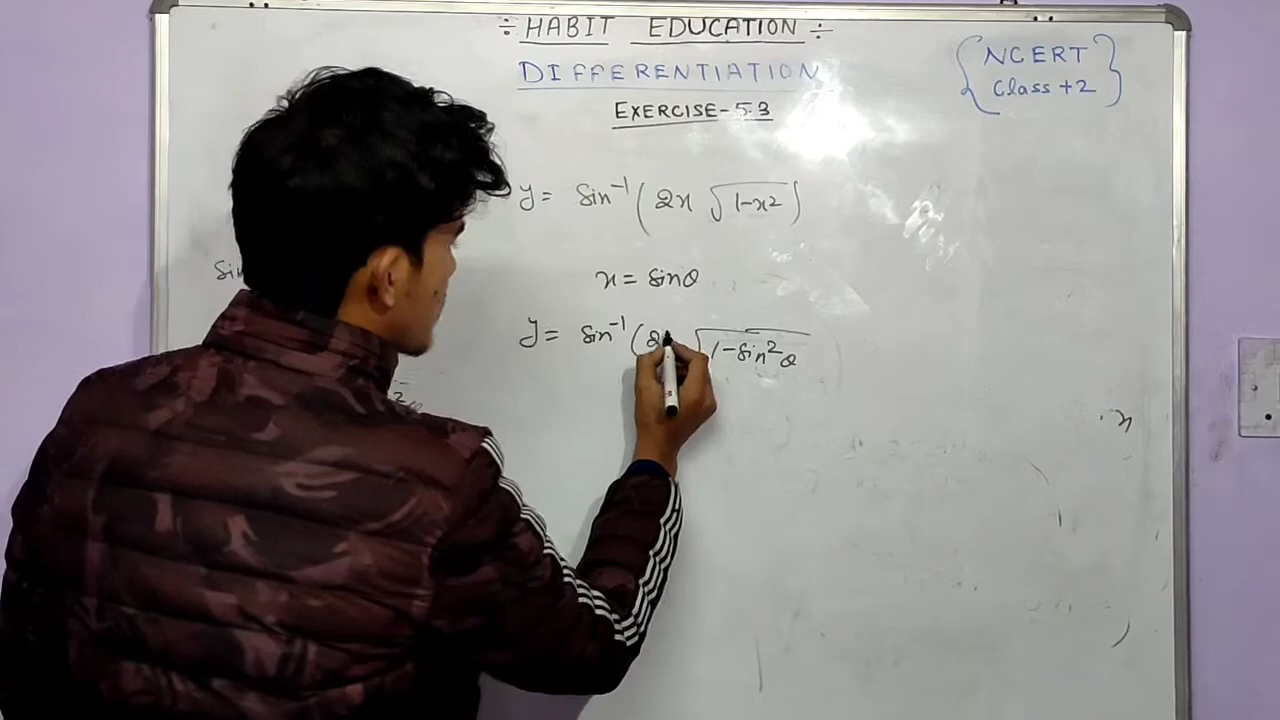 ÷ HABIT EDUCATION ÷
DIFFERENTIATION
{ NCERT
Class +2 }
EXERCISE-5.3
y = sin⁻¹(2x √(1-x²))
x = sinθ
y = sin⁻¹(2 √(1-sin²θ)
x